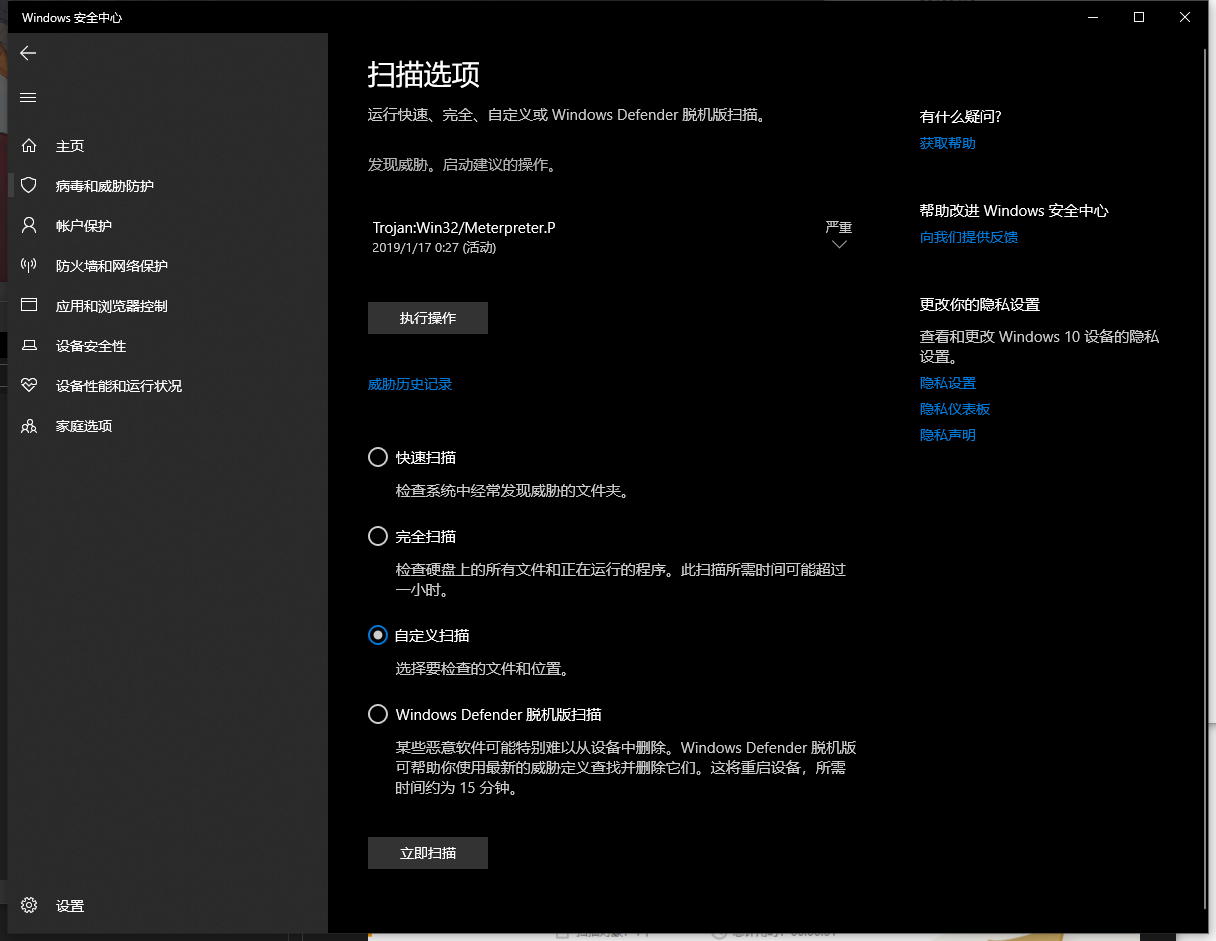 Windows 安全中心
主页
病毒和威胁防护
帐户保护
防火墙和网络保护
应用和浏览器控制
设备安全性
设备性能和运行状况
家庭选项
设置
扫描选项
运行快速、完全、自定义或 Windows Defender 脱机版扫描。
发现威胁。启动建议的操作。
Trojan:Win32/Meterpreter.P
严重
2019/1/17 0:27 (活动)
执行操作
威胁历史记录
快速扫描
检查系统中经常发现威胁的文件夹。
完全扫描
检查硬盘上的所有文件和正在运行的程序。此扫描所需时间可能超过
一小时。
自定义扫描
选择要检查的文件和位置。
Windows Defender 脱机版扫描
某些恶意软件可能特别难以从设备中删除。Windows Defender 脱机版
可帮助你使用最新的威胁定义查找并删除它们。这将重启设备，所需
时间约为 15 分钟。
立即扫描
有什么疑问?
获取帮助
帮助改进 Windows 安全中心
向我们提供反馈
更改你的隐私设置
查看和更改 Windows 10 设备的隐私
设置。
隐私设置
隐私仪表板
隐私声明